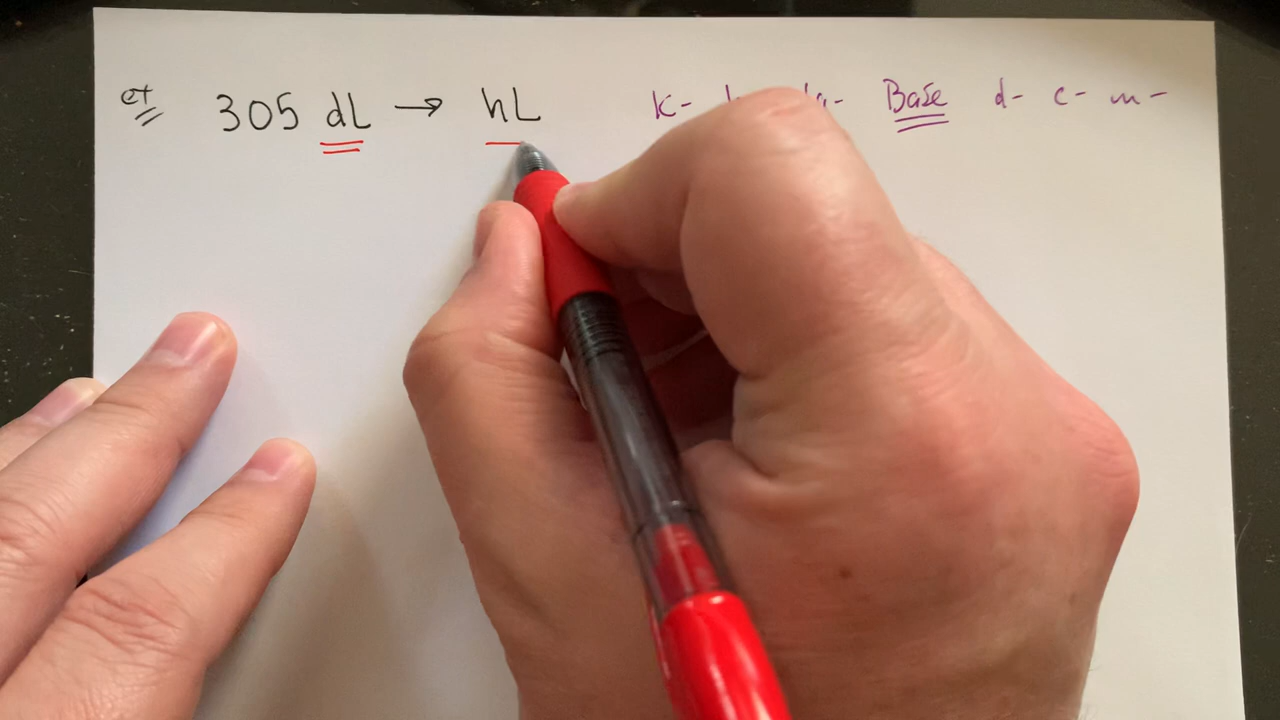 ex 305 dL → hL k- Base d- c- m-